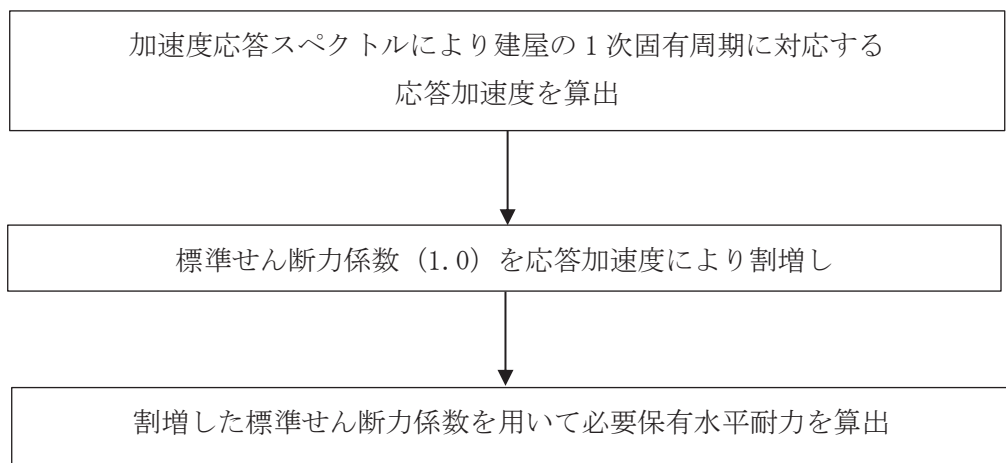 加速度応答スペクトルにより建屋の 1 次固有周期に対応する
応答加速度を算出
標準せん断力係数（1.0）を応答加速度により割増し
割増した標準せん断力係数を用いて必要保有水平耐力を算出